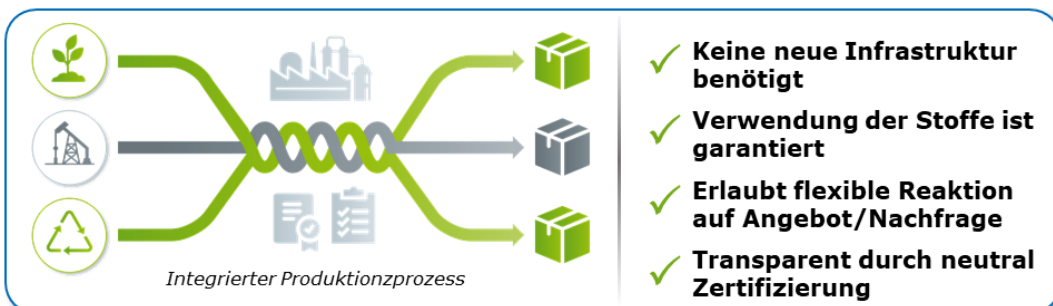 Keine neue Infrastruktur
benötigt
Verwendung der Stoffe ist
garantiert
Erlaubt flexible Reaktion
auf Angebot/Nachfrage
Transparent durch neutral
Zertifizierung
Integrierter Produktionzprozess